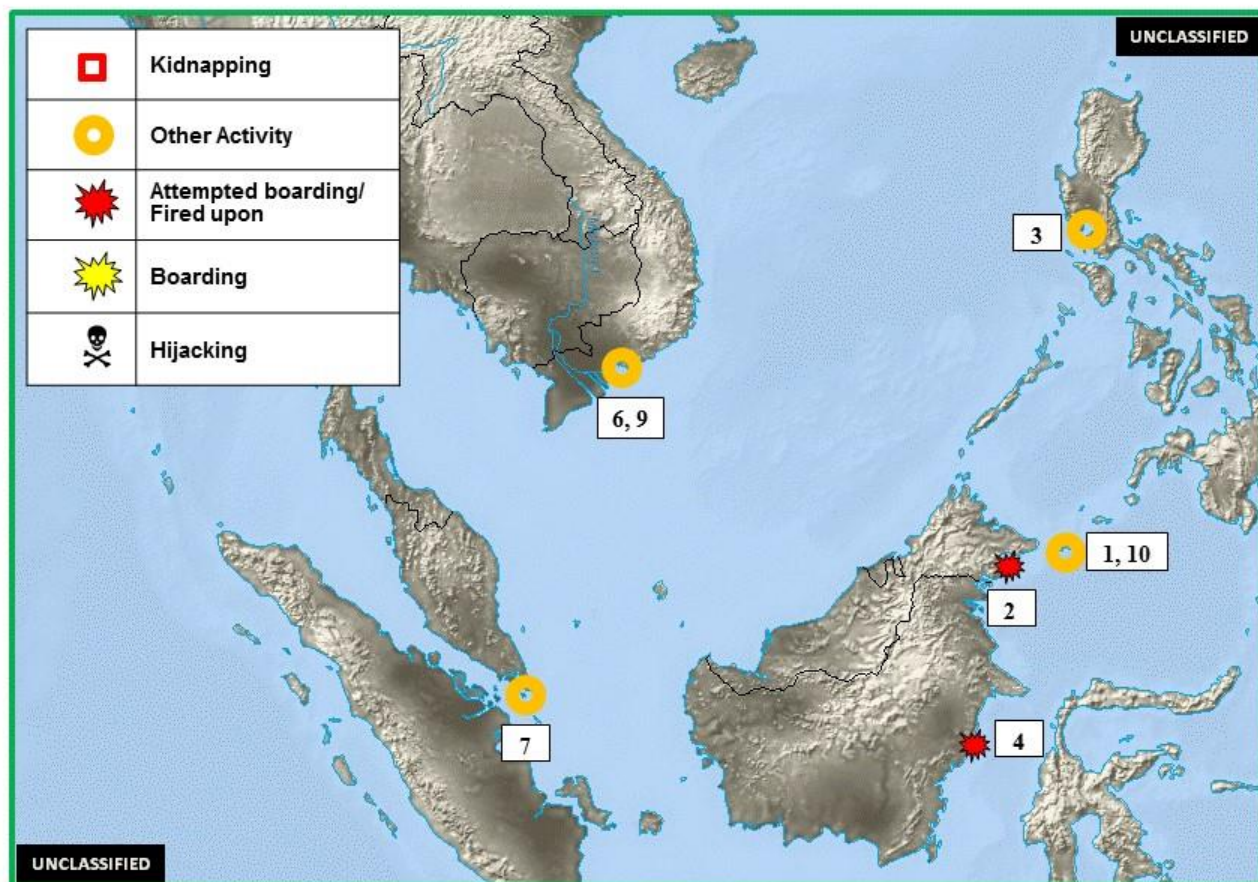 UNCLASSIFIED
Kidnapping
Other Activity
Attempted boarding/
Fired upon
Boarding
Hijacking
3
6, 9
1, 10
2
7
4
UNCLASSIFIED